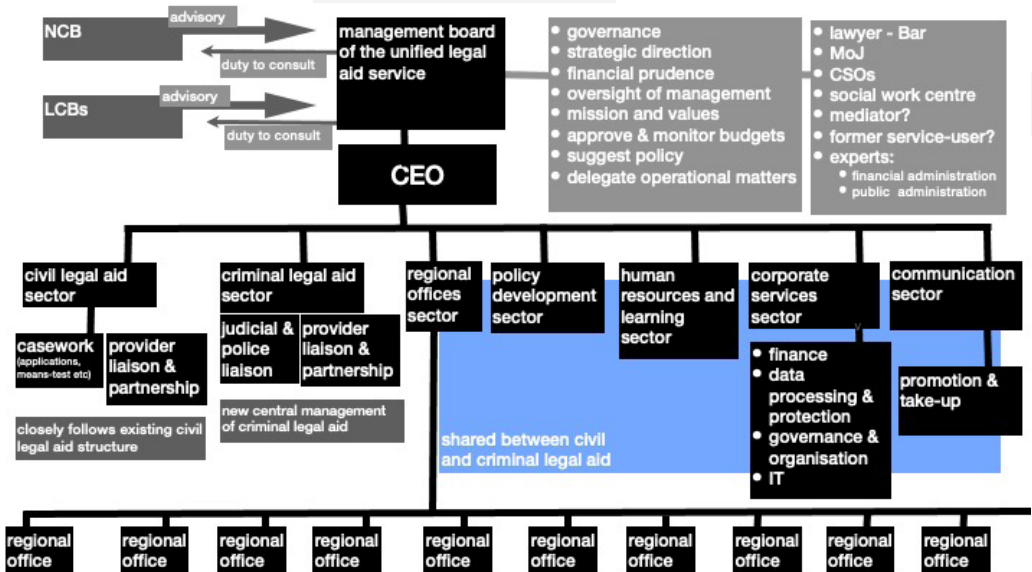 NCB
advisory
duty to consult
LCBs
advisory
duty to consult
management board
of the unified legal
aid service
CEO
• governance
• strategic direction
• financial prudence
• oversight of management
• mission and values
• approve & monitor budgets
• suggest policy
• delegate operational matters
• lawyer - Bar
• MoJ
• CSOs
• social work centre
• mediator?
• former service-user?
• experts:
• financial administration
• public administration
civil legal aid
sector
casework
(applications,
means-test etc)
provider
liaison &
partnership
closely follows existing civil
legal aid structure
criminal legal aid
sector
judicial &
police
liaison
provider
liaison &
partnership
new central management
of criminal legal aid
regional
offices
sector
policy
development
sector
human
resources and
learning
sector
corporate
services
sector
• finance
• data
processing &
protection
• governance &
organisation
• IT
communication
sector
promotion &
take-up
shared between civil
and criminal legal aid
regional
office
regional
office
regional
office
regional
office
regional
office
regional
office
regional
office
regional
office
regional
office
regional
office